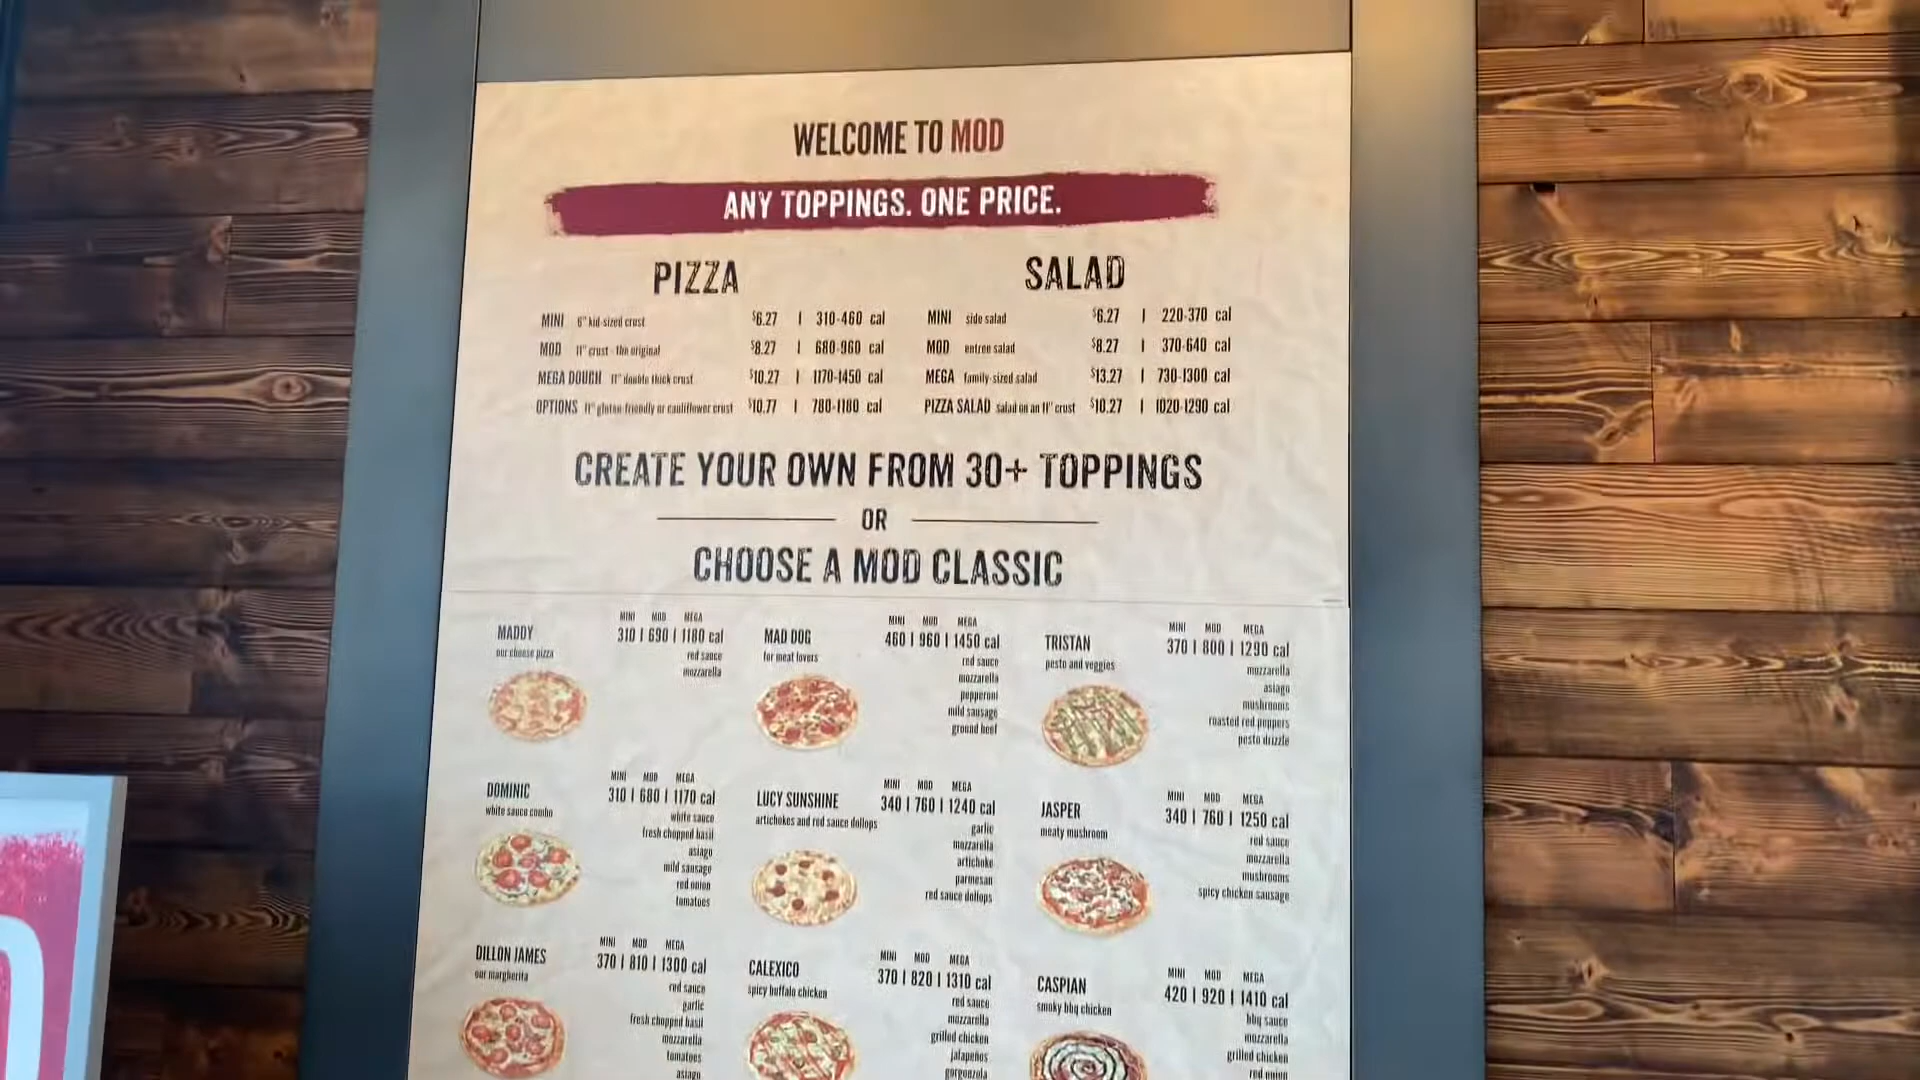 WELCOME TO MOD
ANY TOPPINGS. ONE PRICE.
PIZZA
MINI 6" kid-sized crust $6.27 | 310-460 cal
MOD 11" crust - the original $8.27 | 680-960 cal
MEGA DOUGH 11" double thick crust $10.27 | 1170-1450 cal
OPTIONS 11" gluten-friendly or cauliflower crust $10.77 | 780-1180 cal
SALAD
MINI side salad $6.27 | 220-370 cal
MOD entree salad $8.27 | 370-640 cal
MEGA family-sized salad $13.27 | 730-1300 cal
PIZZA SALAD salad on an 11" crust $10.27 | 1020-1290 cal
CREATE YOUR OWN FROM 30+ TOPPINGS
OR
CHOOSE A MOD CLASSIC
MADDY
our cheese pizza
MINI MOD MEGA
310 | 690 | 1180 cal
red sauce
mozzarella
MAD DOG
for meat lovers
MINI MOD MEGA
460 | 960 | 1450 cal
red sauce
mozzarella
pepperoni
mild sausage
ground beef
TRISTAN
pesto and veggies
MINI MOD MEGA
370 | 800 | 1290 cal
mozzarella
asiago
mushrooms
roasted red peppers
pesto drizzle
DOMINIC
white sauce combo
MINI MOD MEGA
310 | 680 | 1170 cal
white sauce
fresh chopped basil
asiago
mild sausage
red onion
tomatoes
LUCY SUNSHINE
artichokes and red sauce dollops
MINI MOD MEGA
340 | 760 | 1240 cal
garlic
mozzarella
artichoke
parmesan
red sauce dollops
JASPER
meaty mushroom
MINI MOD MEGA
340 | 760 | 1250 cal
red sauce
mozzarella
mushrooms
spicy chicken sausage
DILLON JAMES
our margherita
MINI MOD MEGA
370 | 810 | 1300 cal
red sauce
garlic
fresh chopped basil
mozzarella
tomatoes
asiago
CALEXICO
spicy buffalo chicken
MINI MOD MEGA
370 | 820 | 1310 cal
red sauce
mozzarella
grilled chicken
jalapeños
gorgonzola
CASPIAN
smoky bbq chicken
MINI MOD MEGA
420 | 920 | 1410 cal
bbq sauce
mozzarella
grilled chicken
red onion